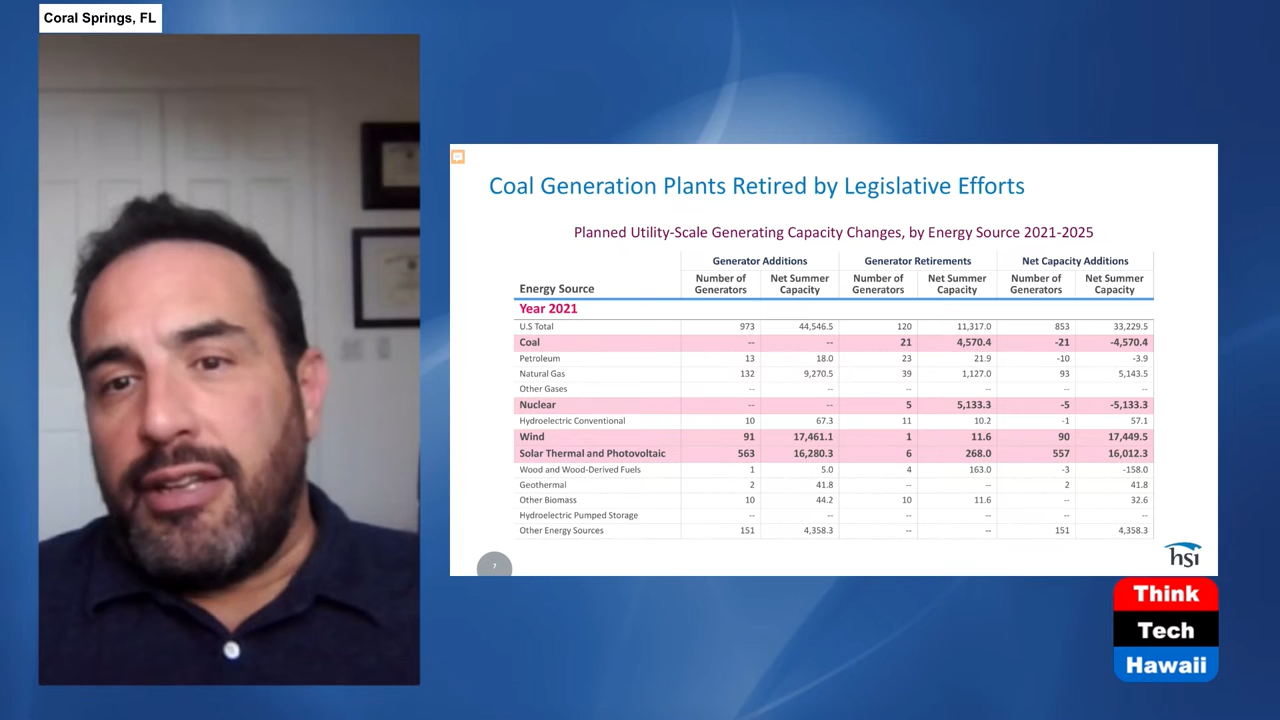 Coral Springs, FL
Coal Generation Plants Retired by Legislative Efforts
Planned Utility-Scale Generating Capacity Changes, by Energy Source 2021-2025
Generator Additions Generator Retirements Net Capacity Additions
Energy Source Number of Generators Net Summer Capacity Number of Generators Net Summer Capacity Number of Generators Net Summer Capacity
Year 2021
U.S Total 973 44,546.5 120 11,317.0 853 33,229.5
Coal -- -- 21 4,570.4 -21 -4,570.4
Petroleum 13 18.0 23 21.9 -10 -3.9
Natural Gas 132 9,270.5 39 1,127.0 93 5,143.5
Other Gases -- -- -- -- -- --
Nuclear -- -- 5 5,133.3 -5 -5,133.3
Hydroelectric Conventional 10 67.3 11 10.2 -1 57.1
Wind 91 17,461.1 1 11.6 90 17,449.5
Solar Thermal and Photovoltaic 563 16,280.3 6 268.0 557 16,012.3
Wood and Wood-Derived Fuels 1 5.0 4 163.0 -3 -158.0
Geothermal 2 41.8 -- -- 2 41.8
Other Biomass 10 44.2 10 11.6 -- 32.6
Hydroelectric Pumped Storage -- -- -- -- -- --
Other Energy Sources 151 4,358.3 -- -- 151 4,358.3
7
hsi
Think
Tech
Hawaii